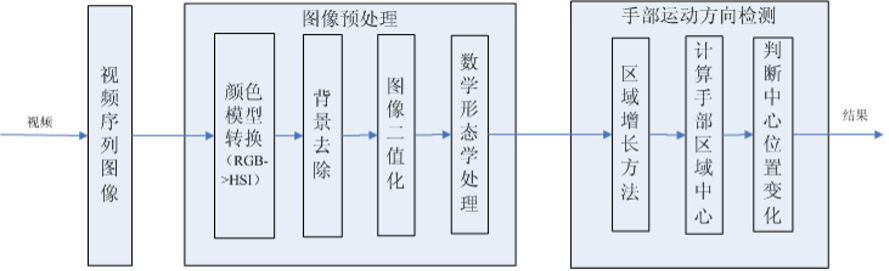 视频
视频序列图像
图像预处理
颜色
模型
转换
（RGB-
>HSI）
背景去除
图像二值化
数学形态学处理
手部运动方向检测
区域增长方法
计算手部区域中心
判断中心位置变化
结果